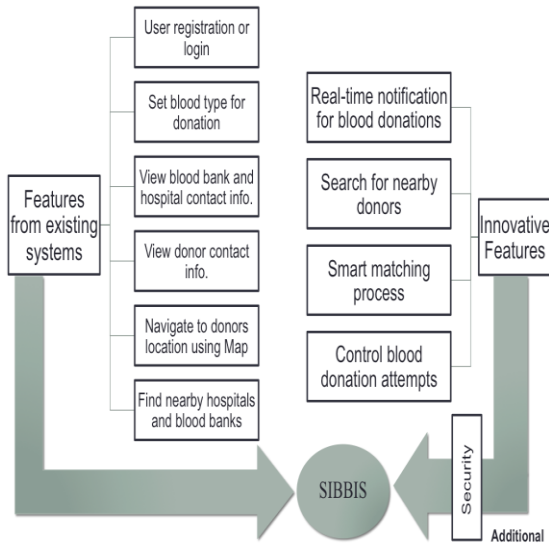 Features
from existing
systems
User registration or
login
Set blood type for
donation
View blood bank and
hospital contact info.
View donor contact
info.
Navigate to donors
location using Map
Find nearby hospitals
and blood banks
Real-time notification
for blood donations
Search for nearby
donors
Smart matching
process
Control blood
donation attempts
Innovative
Features
SIBBIS
Security
Additional